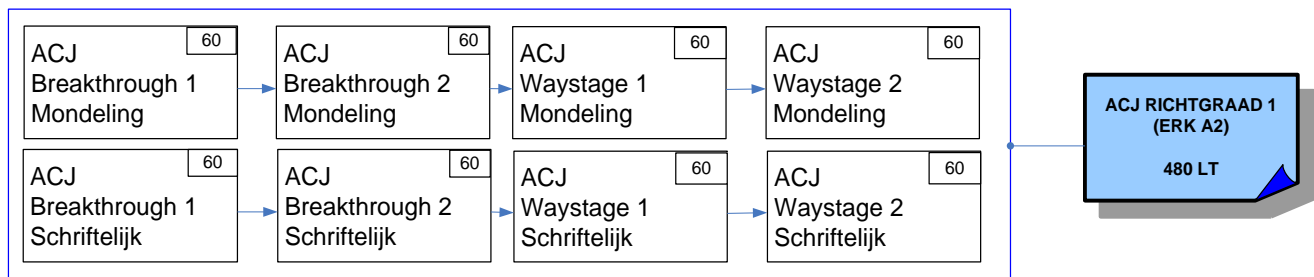 60
ACJ
Breakthrough 1
Mondeling
60
ACJ
Breakthrough 2
Mondeling
60
ACJ
Waystage 1
Mondeling
60
ACJ
Waystage 2
Mondeling
60
ACJ
Breakthrough 1
Schriftelijk
60
ACJ
Breakthrough 2
Schriftelijk
60
ACJ
Waystage 1
Schriftelijk
60
ACJ
Waystage 2
Schriftelijk
ACJ RICHTGRAAD 1
(ERK A2)
480 LT